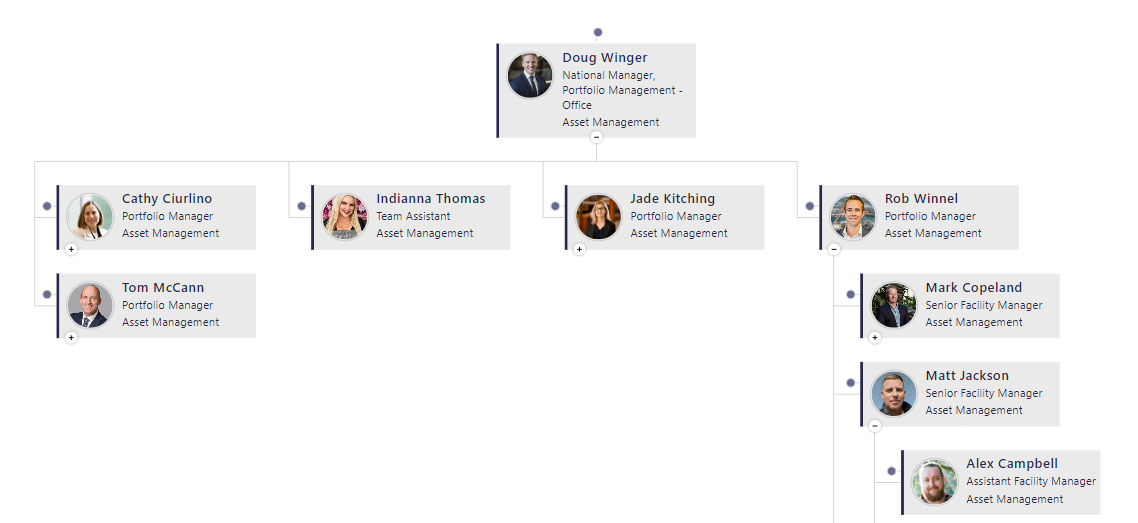 Doug Winger
National Manager,
Portfolio Management -
Office
Asset Management
Cathy Ciurlino
Portfolio Manager
Asset Management
Indianna Thomas
Team Assistant
Asset Management
Jade Kitching
Portfolio Manager
Asset Management
Rob Winnel
Portfolio Manager
Asset Management
Tom McCann
Portfolio Manager
Asset Management
Mark Copeland
Senior Facility Manager
Asset Management
Matt Jackson
Senior Facility Manager
Asset Management
Alex Campbell
Assistant Facility Manager
Asset Management